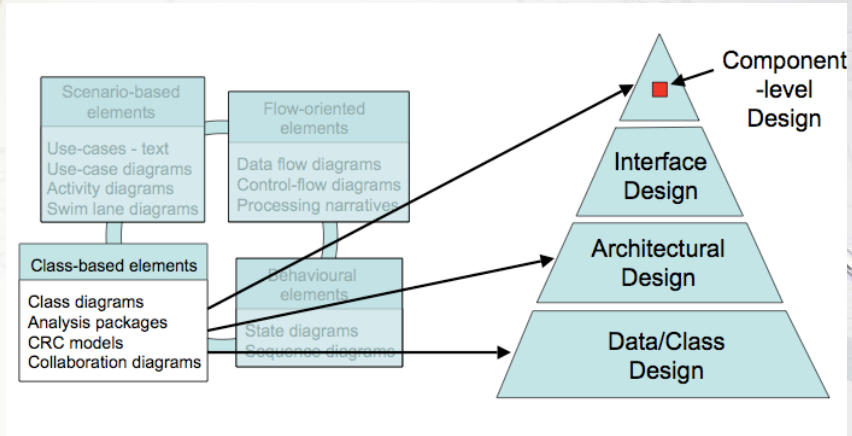 Scenario-based
elements
Use-cases - text
Use-case diagrams
Activity diagrams
Swim lane diagrams
Flow-oriented
elements
Data flow diagrams
Control-flow diagrams
Processing narratives
Class-based elements
Class diagrams
Analysis packages
CRC models
Collaboration diagrams
Behavioural
elements
State diagrams
Sequence diagrams
Component
-level
Design
Interface
Design
Architectural
Design
Data/Class
Design